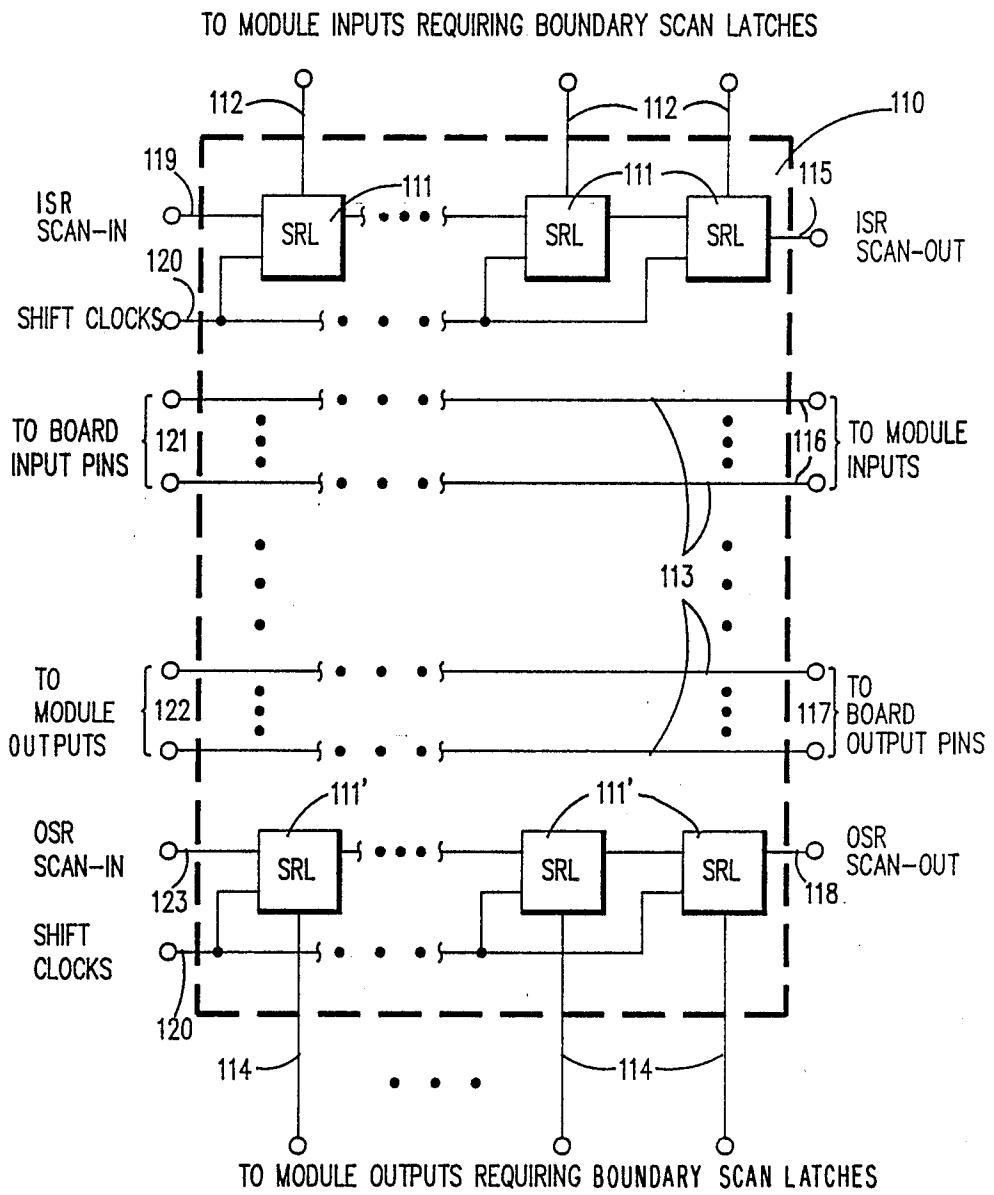 TO MODULE INPUTS REQUIRING BOUNDARY SCAN LATCHES
112
112
110
119
111
111
115
ISR
SCAN-IN
SRL
SRL
SRL
ISR
SCAN-OUT
120
SHIFT CLOCKS
TO BOARD
INPUT PINS
121
116
TO MODULE
INPUTS
113
TO
MODULE
OUTPUTS
122
117
TO
BOARD
OUTPUT PINS
111'
111'
OSR
SCAN-IN
SRL
SRL
SRL
OSR
SCAN-OUT
123
118
SHIFT
CLOCKS
120
114
114
TO MODULE OUTPUTS REQUIRING BOUNDARY SCAN LATCHES